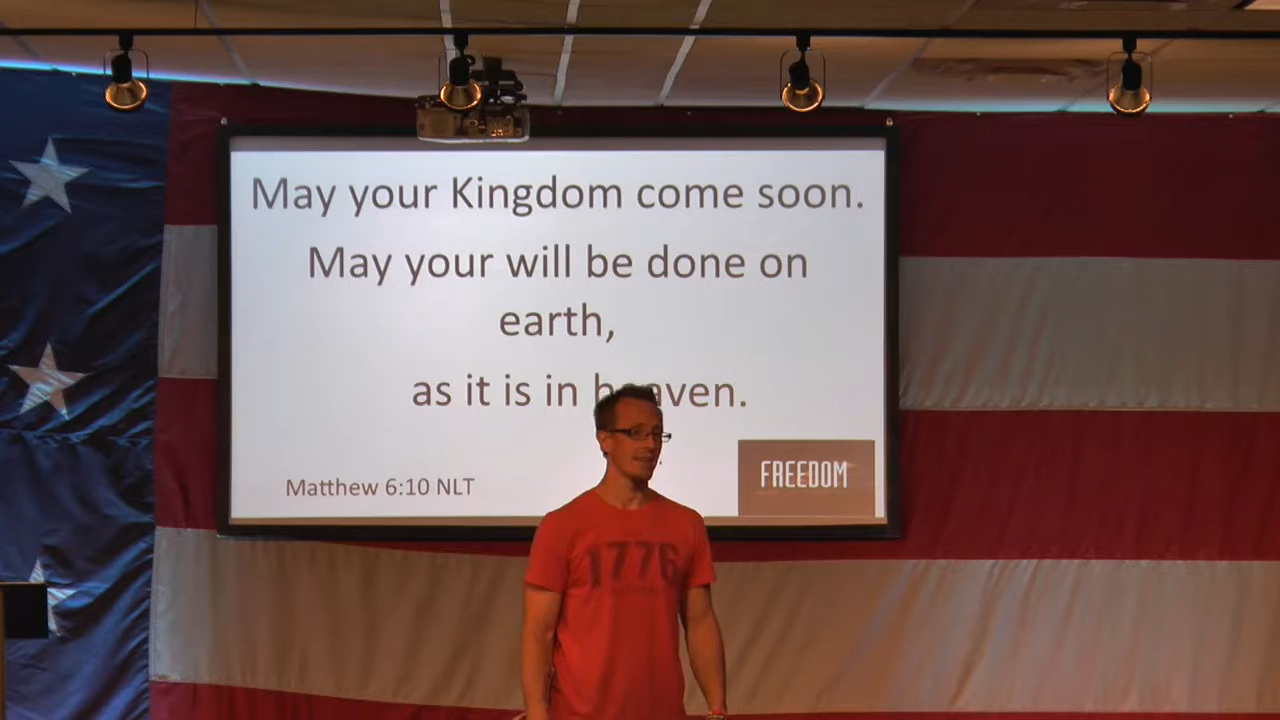 May your Kingdom come soon.
May your will be done on
earth,
as it is in heaven.
Matthew 6:10 NLT
FREEDOM
1776